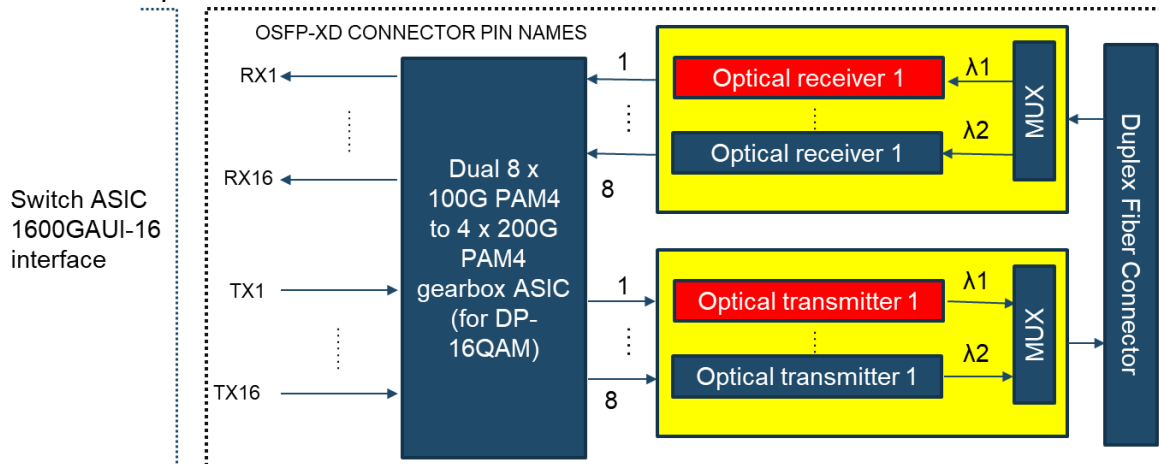 OSFP-XD CONNECTOR PIN NAMES
RX1
RX16
TX1
TX16
Switch ASIC
1600GAUI-16
interface
Dual 8 x
100G PAM4
to 4 x 200G
PAM4
gearbox ASIC
(for DP-
16QAM)
1
8
Optical receiver 1
Optical receiver 1
λ1
λ2
MUX
1
8
Optical transmitter 1
Optical transmitter 1
λ1
λ2
MUX
Duplex Fiber Connector